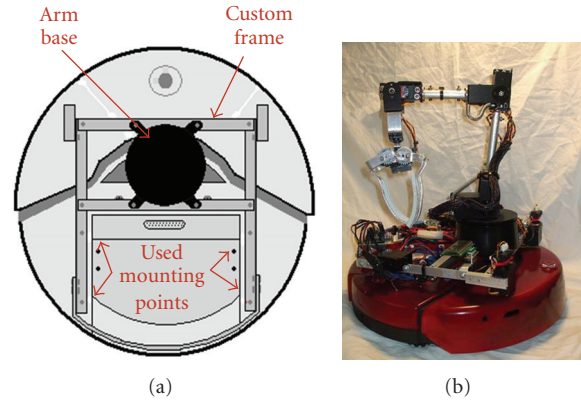 Arm
base
Custom
frame
Used
mounting
points
(a)
(b)